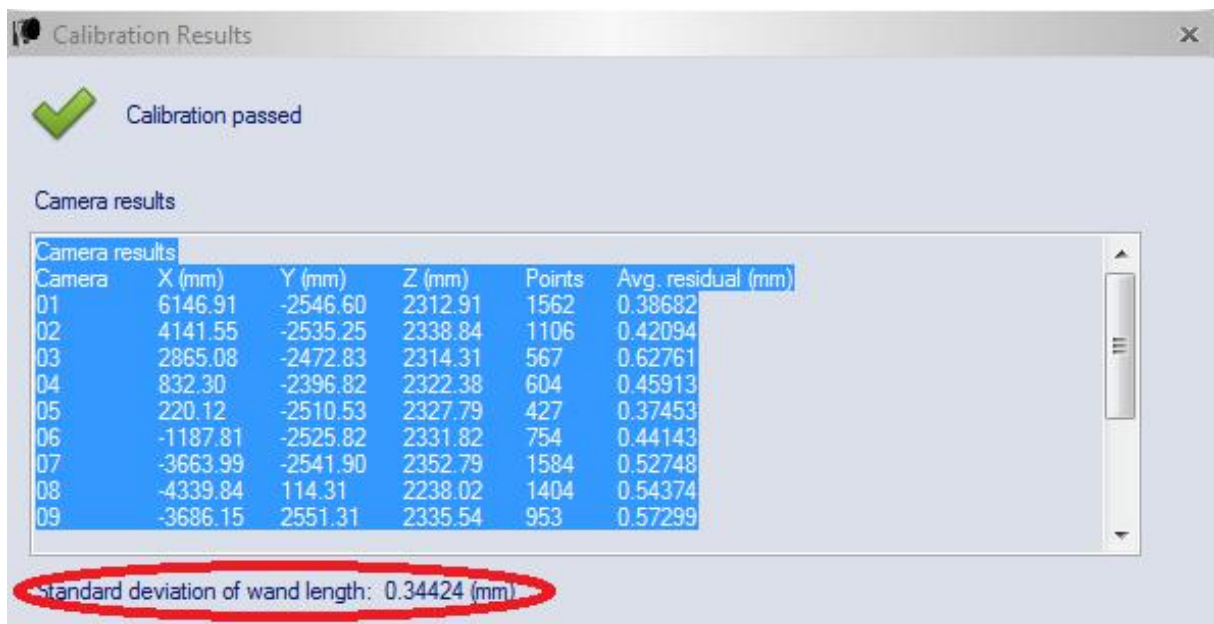 Calibration Results
Calibration passed
Camera results
Camera results
Camera X (mm) Y (mm) Z (mm) Points Avg. residual (mm)
01 6146.91 -2546.60 2312.91 1562 0.38682
02 4141.55 -2535.25 2338.84 1106 0.42094
03 2865.08 -2472.83 2314.31 567 0.62761
04 832.30 -2396.82 2322.38 604 0.45913
05 220.12 -2510.53 2327.79 427 0.37453
06 -1187.81 -2525.82 2331.82 754 0.44143
07 -3663.99 -2541.90 2352.79 1584 0.52748
08 -4339.84 114.31 2238.02 1404 0.54374
09 -3686.15 2551.31 2335.54 953 0.57299
Standard deviation of wand length: 0.34424 (mm)